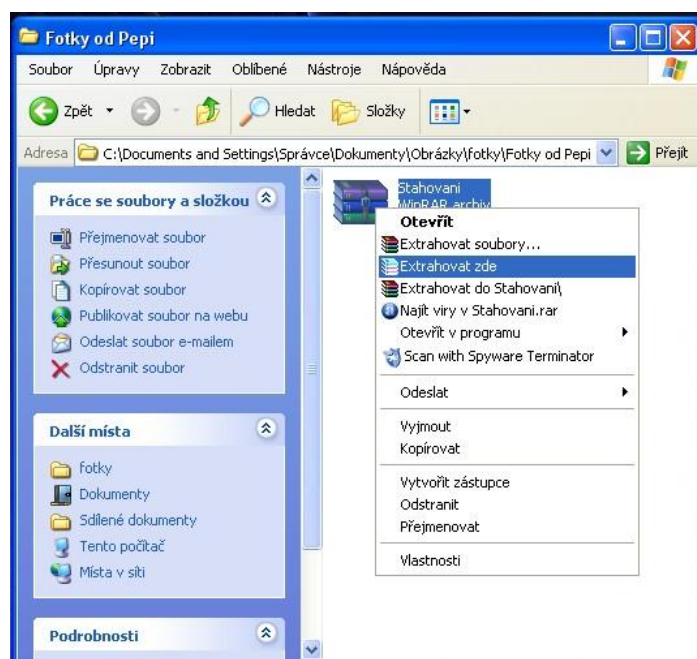 Fotky od Pepi
Soubor Úpravy Zobrazit Oblíbené Nástroje Nápověda
Zpět Hledat Složky
Adresa C:\Documents and Settings\Správce\Dokumenty\Obrázky\fotky\Fotky od Pepi Přejít
Práce se soubory a složkou
Přejmenovat soubor
Přesunout soubor
Kopírovat soubor
Publikovat soubor na webu
Odeslat soubor e-mailem
Odstranit soubor
Další místa
fotky
Dokumenty
Sdílené dokumenty
Tento počítač
Místa v síti
Podrobnosti
Stahovani
WinRAR archiv
Otevřít
Extrahovat soubory...
Extrahovat zde
Extrahovat do Stahovani\
Najít viry v Stahovani.rar
Otevřít v programu
Scan with Spyware Terminator
Odeslat
Vyjmout
Kopírovat
Vytvořit zástupce
Odstranit
Přejmenovat
Vlastnosti